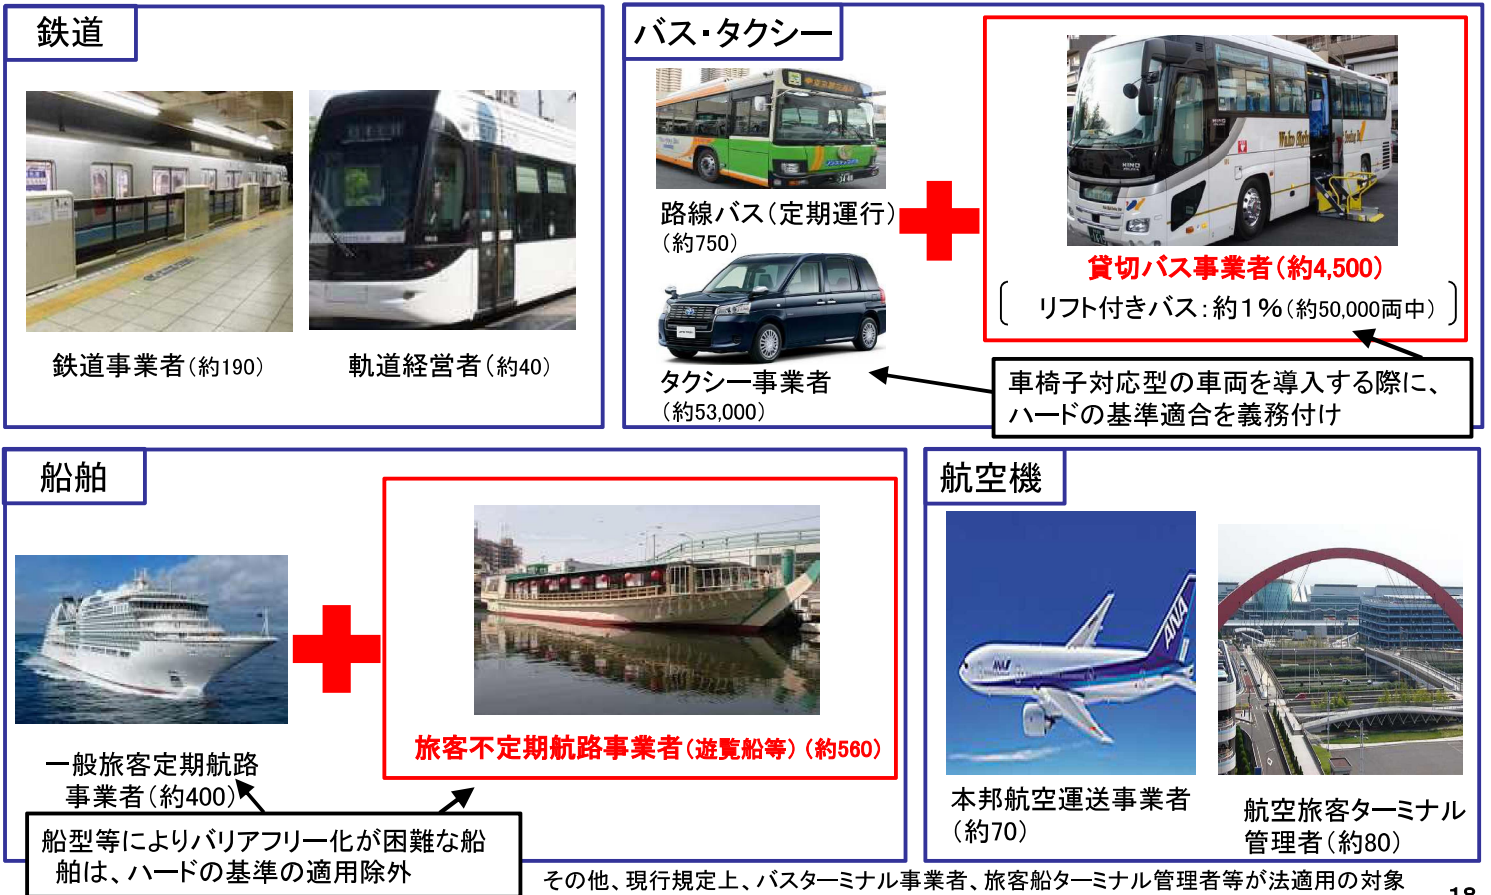 鉄道
鉄道事業者(約190)
軌道経営者(約40)
バス・タクシー
路線バス(定期運行)
(約750)
タクシー事業者
(約53,000)
貸切バス事業者(約4,500)
リフト付きバス:約1%(約50,000両中)
車椅子対応型の車両を導入する際に、
ハードの基準適合を義務付け
船舶
一般旅客定期航路
事業者(約400)
旅客不定期航路事業者(遊覧船等)(約560)
船型等によりバリアフリー化が困難な船
舶は、ハードの基準の適用除外
航空機
ANA
本邦航空運送事業者
(約70)
航空旅客ターミナル
管理者(約80)
その他、現行規定上、バスターミナル事業者、旅客船ターミナル管理者等が法適用の対象
18